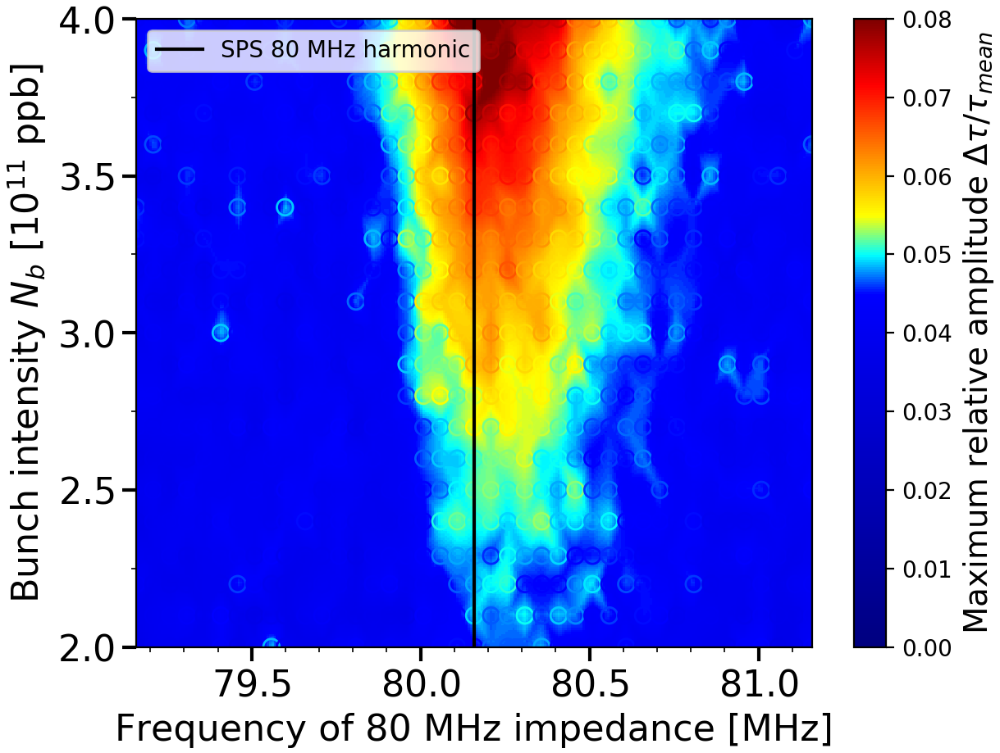 SPS 80 MHz harmonic
4.0
3.5
3.0
2.5
2.0
Bunch intensity N_b [10^11 ppb]
79.5 80.0 80.5 81.0
Frequency of 80 MHz impedance [MHz]
0.08
0.07
0.06
0.05
0.04
0.03
0.02
0.01
0.00
Maximum relative amplitude Δτ/τ_mean